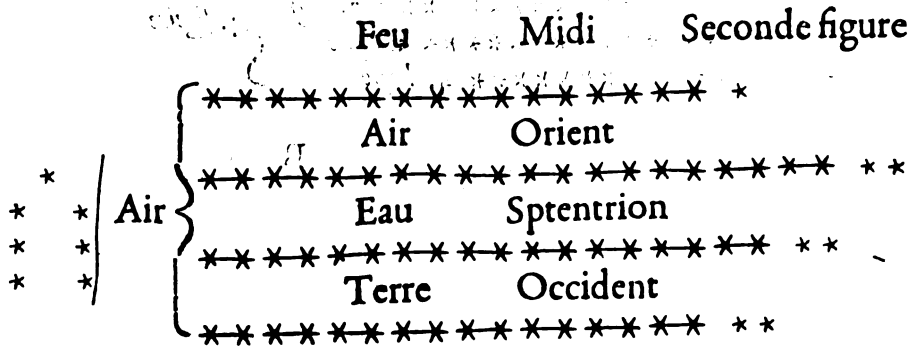 Feu Midi Seconde figure
Air Orient
Air
Eau Sptentrion
Terre Occident